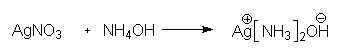 AgNO₃ + NH₄OH ⟶ Ag⊕[NH₃]₂OH⊖